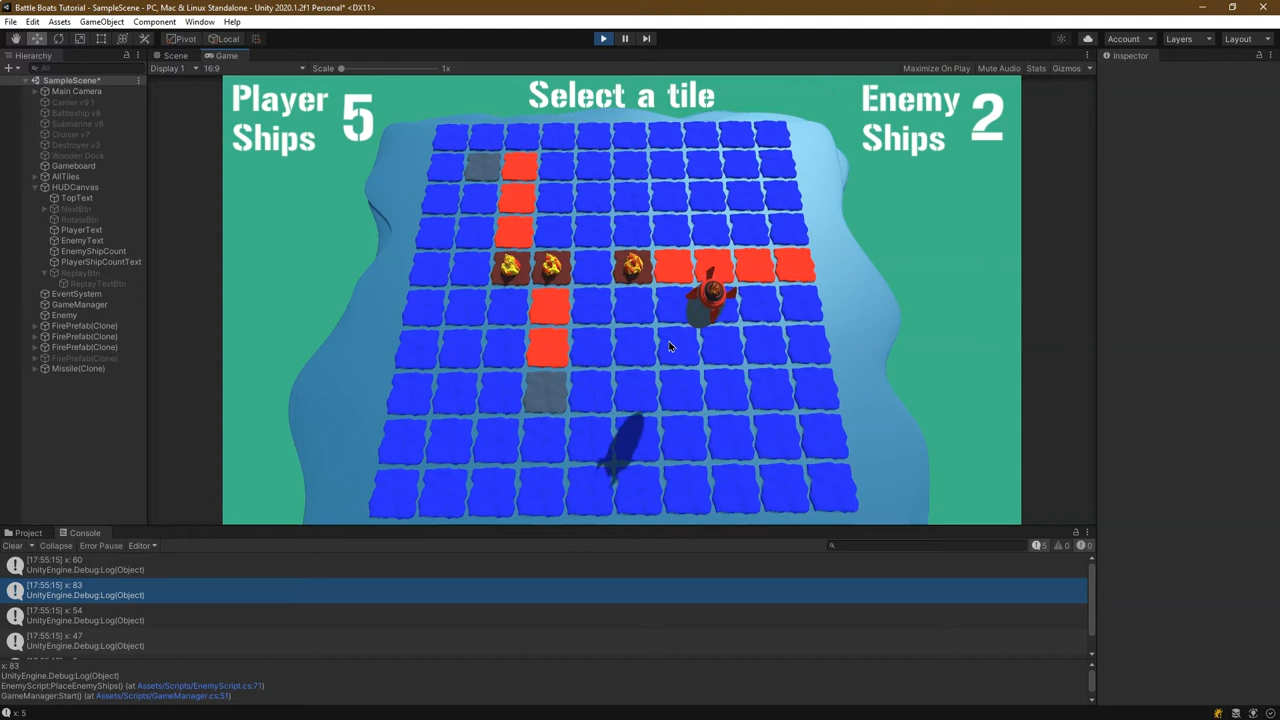 Battle Boats Tutorial - SampleScene - PC, Mac & Linux Standalone - Unity 2020.1.2f1 Personal* <DX11>
File Edit Assets GameObject Component Window Help
Pivot Local Account Layers Layout
Hierarchy Scene Game Inspector
All Display 1 16:9 Scale 1x Maximize On Play Mute Audio Stats Gizmos
SampleScene*
Main Camera
Carrier v9 1
Battleship v8
Submarine v8
Cruiser v7
Destroyer v3
Wooden Dock
Gameboard
AllTiles
HUDCanvas
TopText
NextBtn
RotateBtn
PlayerText
EnemyText
EnemyShipCount
PlayerShipCountText
ReplayBtn
ReplayTextBtn
EventSystem
GameManager
Enemy
FirePrefab(Clone)
FirePrefab(Clone)
FirePrefab(Clone)
FirePrefab(Clone)
Missile(Clone)
Player
Ships 5
Select a tile
Enemy
Ships 2
Project Console
Clear Collapse Error Pause Editor 5 0 0
[17:55:15] x: 60
UnityEngine.Debug:Log(Object)
[17:55:15] x: 83
UnityEngine.Debug:Log(Object)
[17:55:15] x: 54
UnityEngine.Debug:Log(Object)
[17:55:15] x: 47
UnityEngine.Debug:Log(Object)
x: 83
UnityEngine.Debug:Log(Object)
EnemyScript:PlaceEnemyShips() (at Assets/Scripts/EnemyScript.cs:71)
GameManager:Start() (at Assets/Scripts/GameManager.cs:51)
x: 5